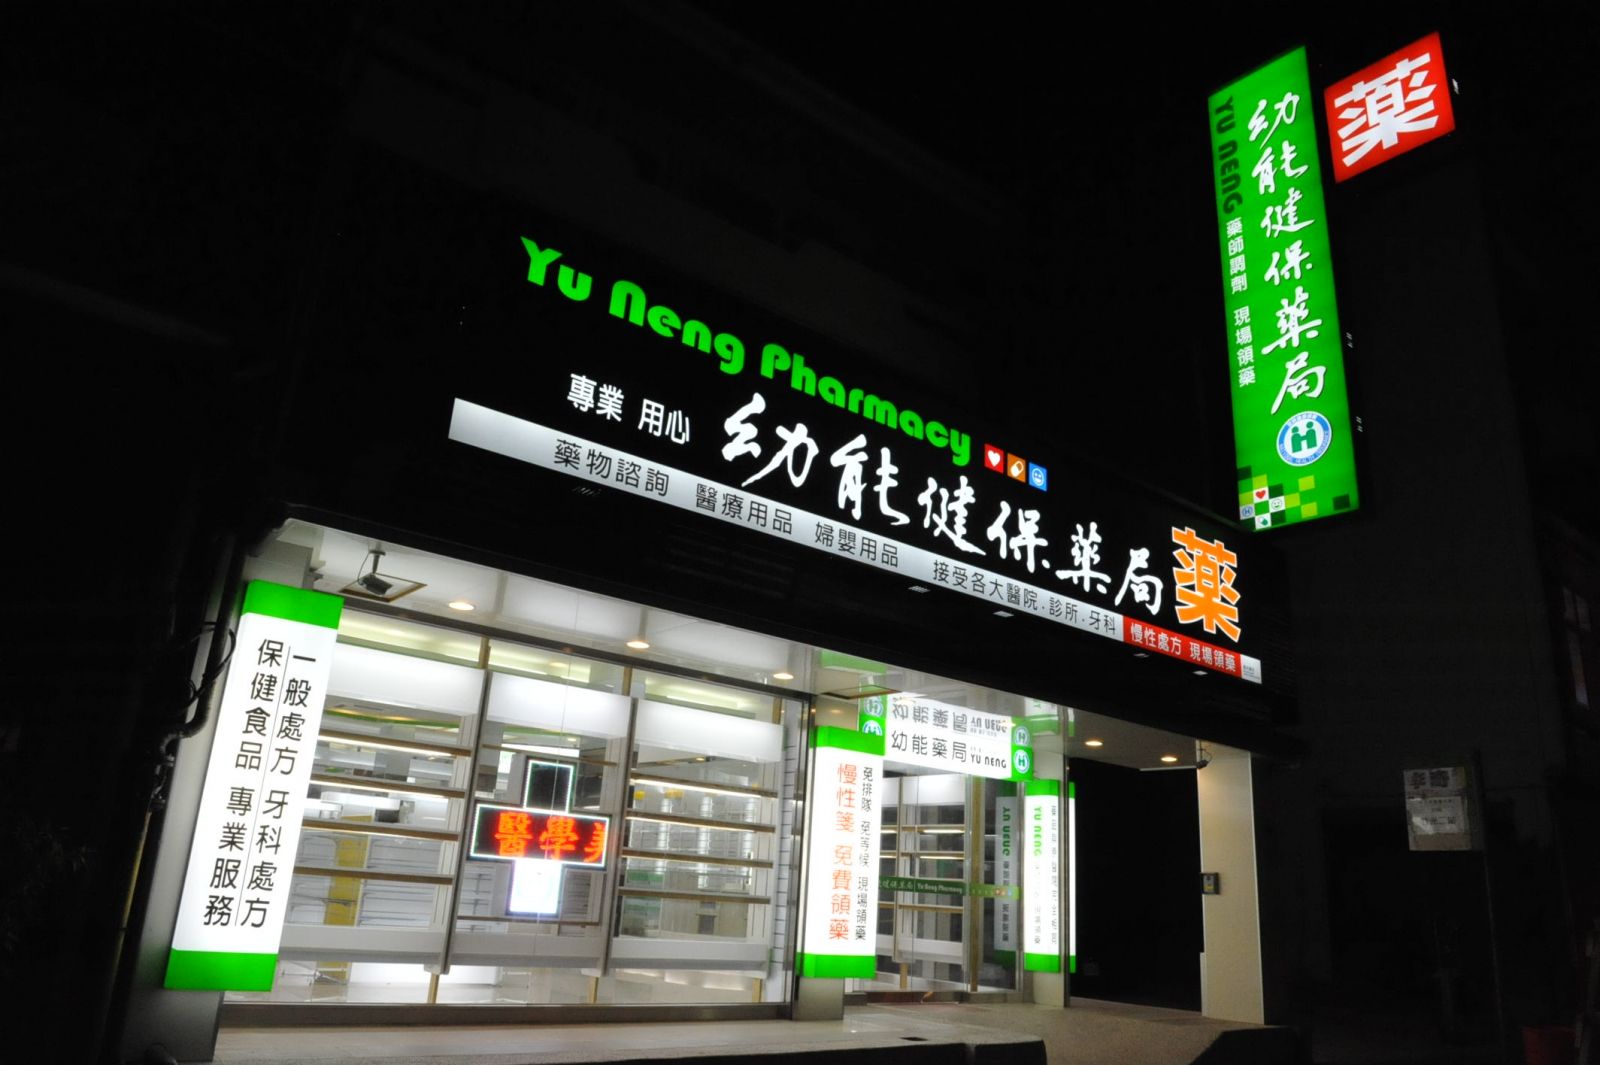 Yu Neng Pharmacy
專業 用心
幼能健保藥局
藥
藥物諮詢 醫療用品 婦嬰用品 接受各大醫院.診所.牙科
慢性處方 現場領藥
藥
幼能健保藥局
YU NENG 藥師調劑 現場領藥
一般處方 牙科處方
保健食品 專業服務
醫學美
幼能藥局 YU NENG
免排隊 現場領藥
慢性箋 免費領藥
Yu Neng Pharmacy
YU NENG